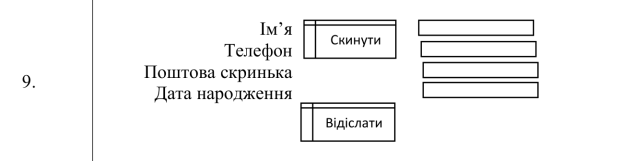 9.
Ім’я
Скинути
Телефон
Поштова скринька
Дата народження
Відіслати